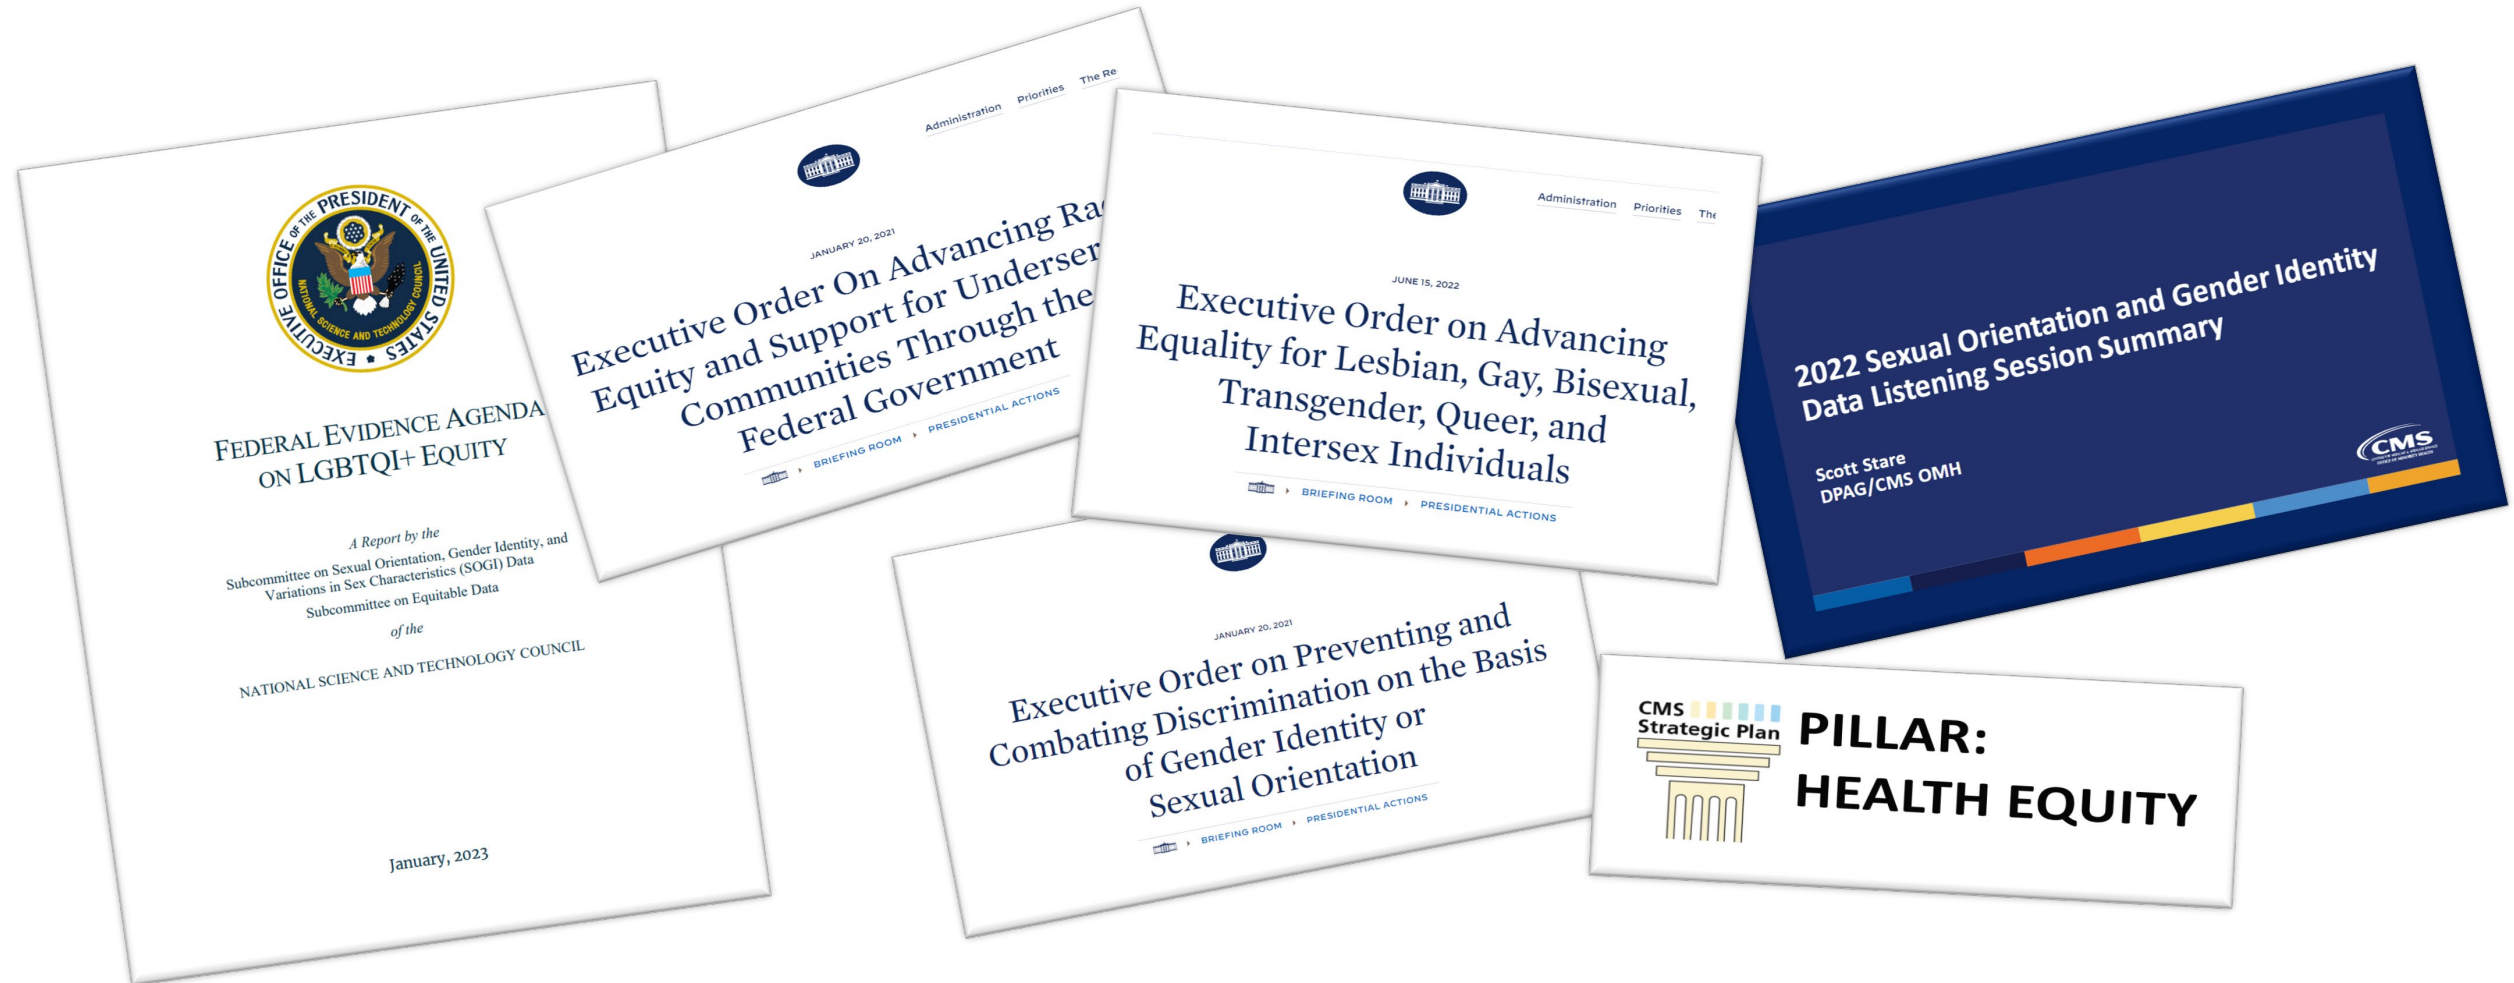 EXECUTIVE OFFICE OF THE PRESIDENT OF THE UNITED STATES
NATIONAL SCIENCE AND TECHNOLOGY COUNCIL
FEDERAL EVIDENCE AGENDA
ON LGBTQI+ EQUITY
A Report by the
Subcommittee on Sexual Orientation, Gender Identity, and
Variations in Sex Characteristics (SOGI) Data
Subcommittee on Equitable Data
of the
NATIONAL SCIENCE AND TECHNOLOGY COUNCIL
January, 2023
Administration Priorities The Re
JANUARY 20, 2021
Executive Order On Advancing Ra
Equity and Support for Underser
Communities Through the
Federal Government
BRIEFING ROOM PRESIDENTIAL ACTIONS
Administration Priorities The
JUNE 15, 2022
Executive Order on Advancing
Equality for Lesbian, Gay, Bisexual,
Transgender, Queer, and
Intersex Individuals
BRIEFING ROOM PRESIDENTIAL ACTIONS
JANUARY 20, 2021
Executive Order on Preventing and
Combating Discrimination on the Basis
of Gender Identity or
Sexual Orientation
BRIEFING ROOM PRESIDENTIAL ACTIONS
2022 Sexual Orientation and Gender Identity
Data Listening Session Summary
Scott Stare
DPAG/CMS OMH
CMS
CMS
Strategic Plan
PILLAR:
HEALTH EQUITY